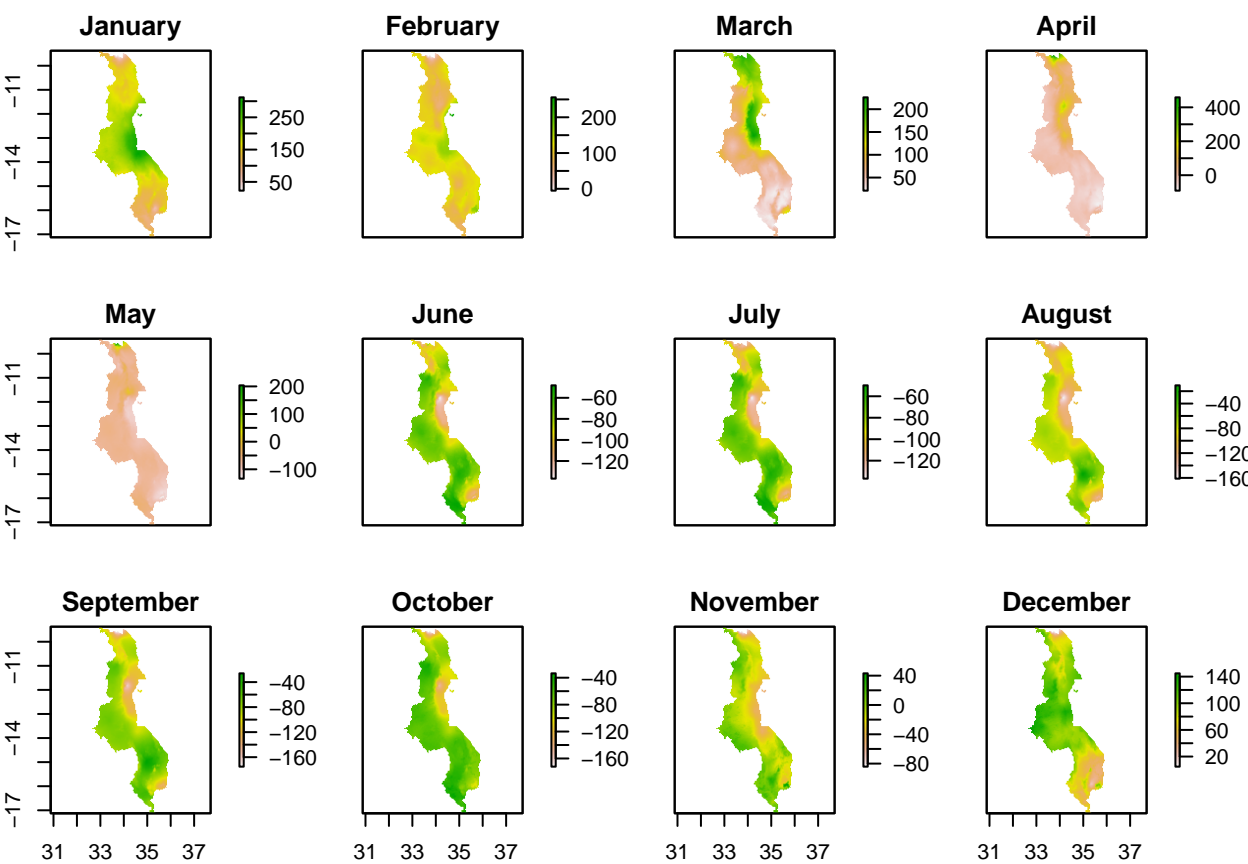 January February March April
−11 −14 −17
250 150 50
200 100 0
200 150 100 50
400 200 0
May June July August
−11 −14 −17
200 100 0 −100
−60 −80 −100 −120
−60 −80 −100 −120
−40 −80 −120 −160
September October November December
−11 −14 −17
−40 −80 −120 −160
−40 −80 −120 −160
40 0 −40 −80
140 100 60 20
31 33 35 37 31 33 35 37 31 33 35 37 31 33 35 37